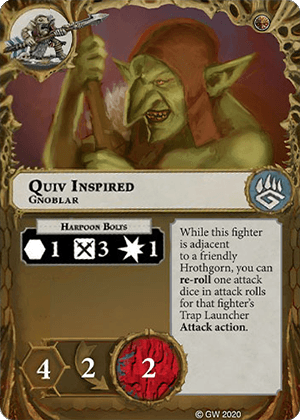 Quiv Inspired
Gnoblar
Harpoon Bolts
1 3 1
While this fighter
is adjacent
to a friendly
Hrothgorn, you can
re-roll one attack
dice in attack rolls
for that fighter's
Trap Launcher
Attack action.
4 2 2
© GW 2020